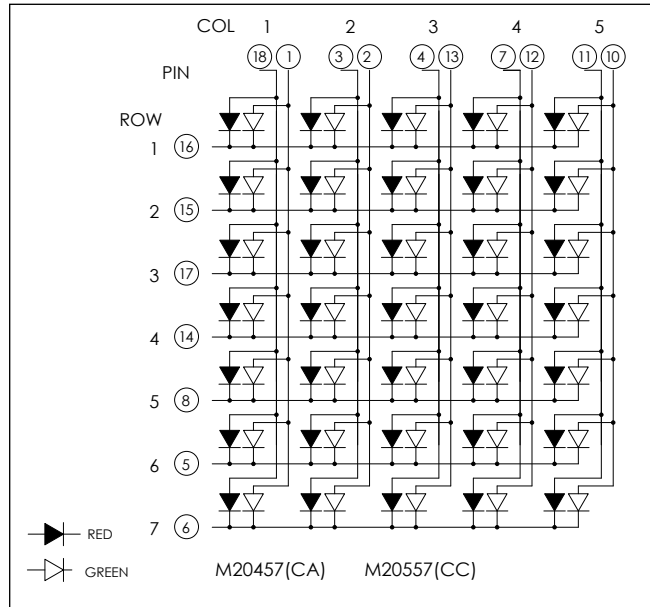 COL 1 2 3 4 5
PIN 18 1 3 2 4 13 7 12 11 10
ROW
1 16
2 15
3 17
4 14
5 8
6 5
7 6
RED
GREEN
M20457(CA) M20557(CC)